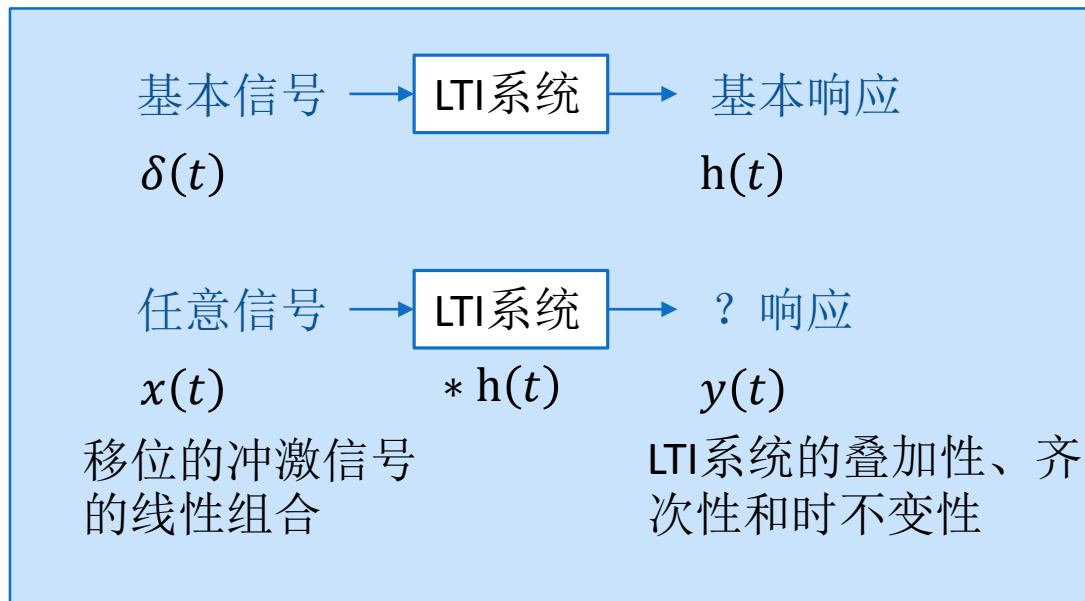 基本信号 LTI系统 基本响应
δ(t) h(t)
任意信号 LTI系统 ？响应
x(t) ∗ h(t) y(t)
移位的冲激信号
的线性组合
LTI系统的叠加性、齐
次性和时不变性